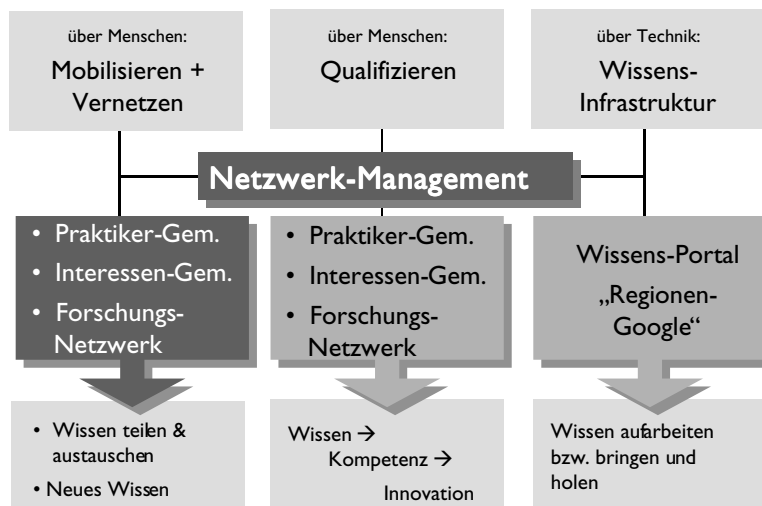 über Menschen:
Mobilisieren +
Vernetzen
über Menschen:
Qualifizieren
über Technik:
Wissens-
Infrastruktur
Netzwerk-Management
• Praktiker-Gem.
• Interessen-Gem.
• Forschungs-
Netzwerk
• Praktiker-Gem.
• Interessen-Gem.
• Forschungs-
Netzwerk
Wissens-Portal
„Regionen-
Google“
• Wissen teilen &
austauschen
• Neues Wissen
Wissen →
Kompetenz →
Innovation
Wissen aufarbeiten
bzw. bringen und
holen